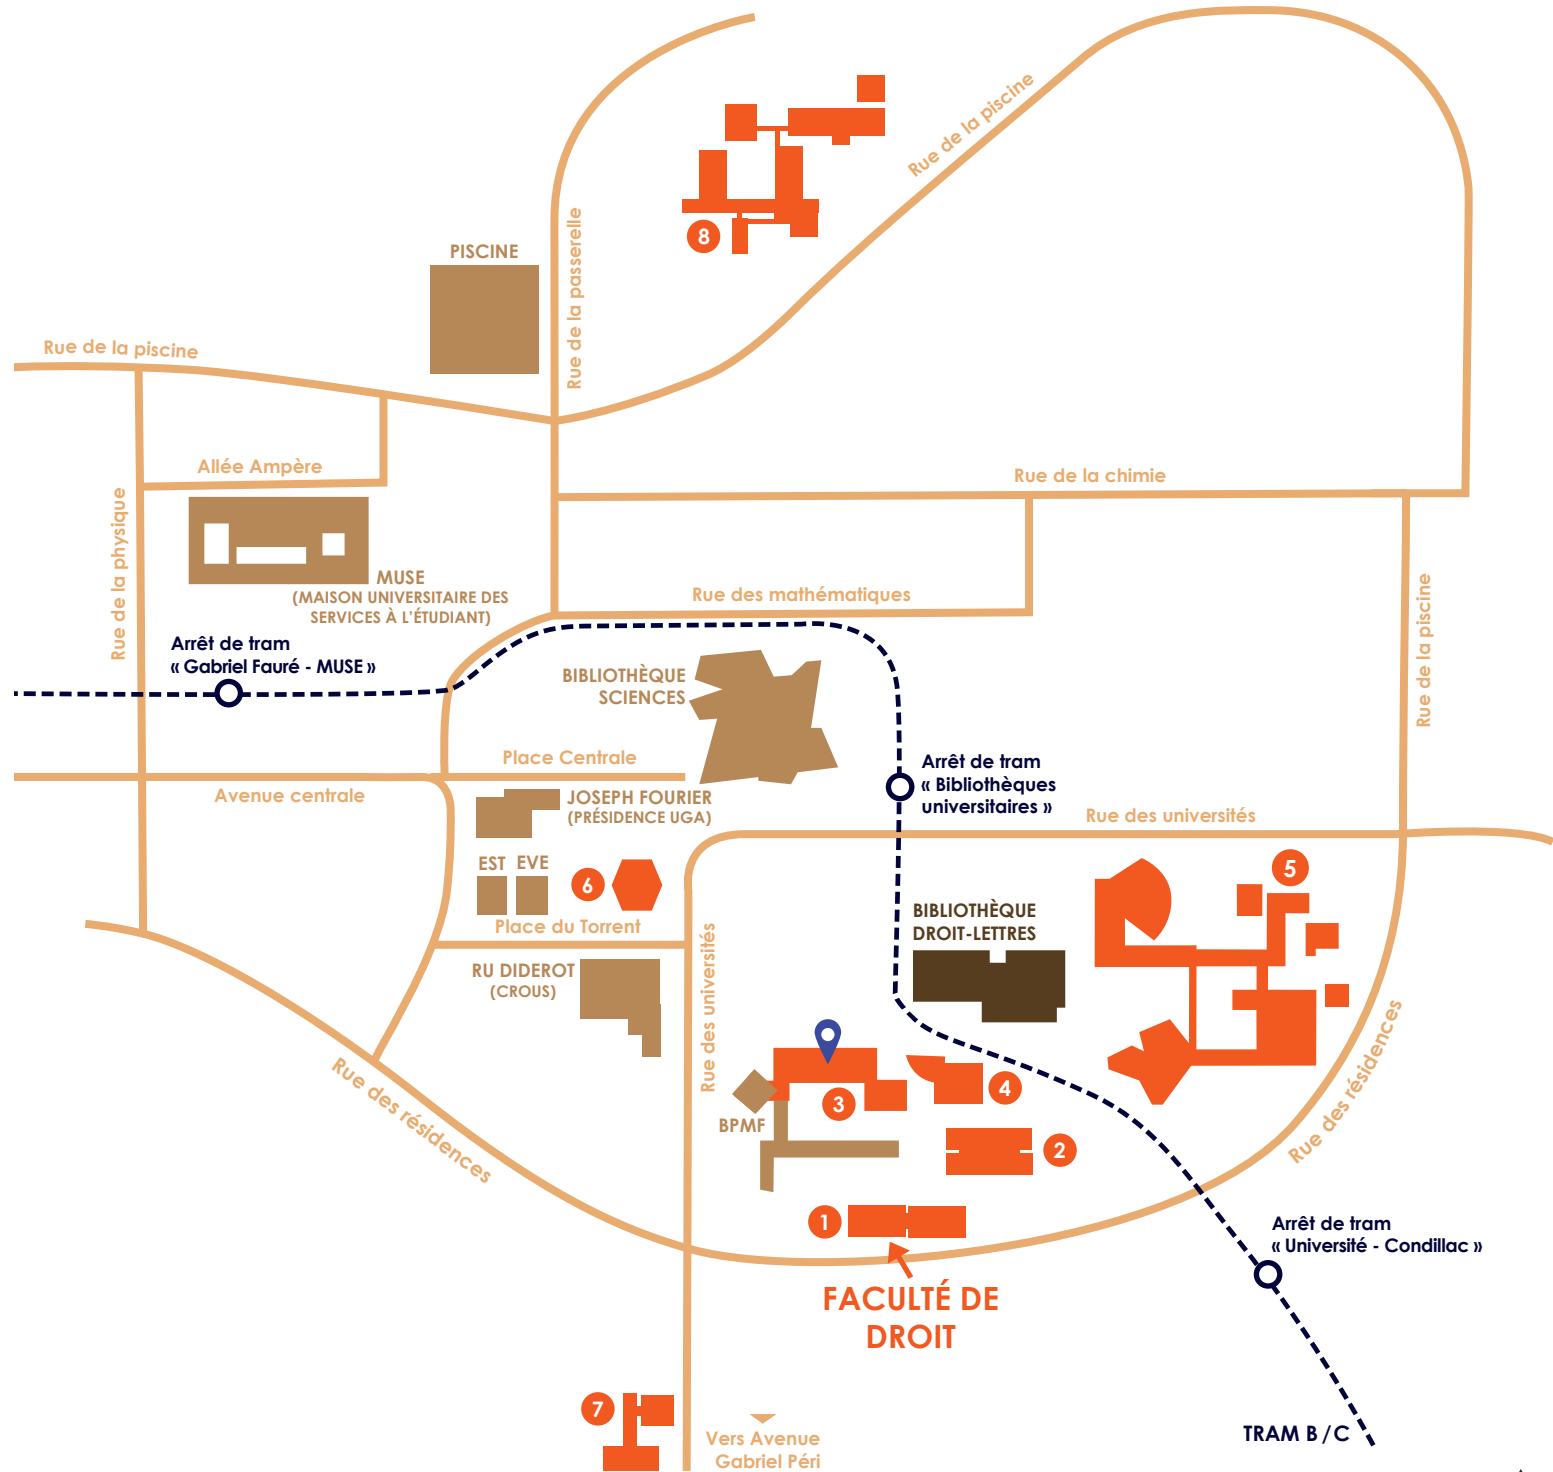 Rue de la piscine
8
PISCINE
Rue de la passerelle
Rue de la piscine
Allée Ampère
Rue de la chimie
Rue de la physique
MUSE
(MAISON UNIVERSITAIRE DES
SERVICES À L'ÉTUDIANT)
Rue des mathématiques
Rue de la piscine
Arrêt de tram
« Gabriel Fauré - MUSE »
BIBLIOTHÈQUE
SCIENCES
Place Centrale
Arrêt de tram
« Bibliothèques
universitaires »
Avenue centrale
JOSEPH FOURIER
(PRÉSIDENCE UGA)
Rue des universités
EST
EVE
6
5
Place du Torrent
BIBLIOTHÈQUE
DROIT-LETTRES
RU DIDEROT
(CROUS)
Rue des universités
Rue des résidences
3
4
BPMF
2
Rue des résidences
1
Arrêt de tram
« Université - Condillac »
FACULTÉ DE
DROIT
7
Vers Avenue
Gabriel Péri
TRAM B / C